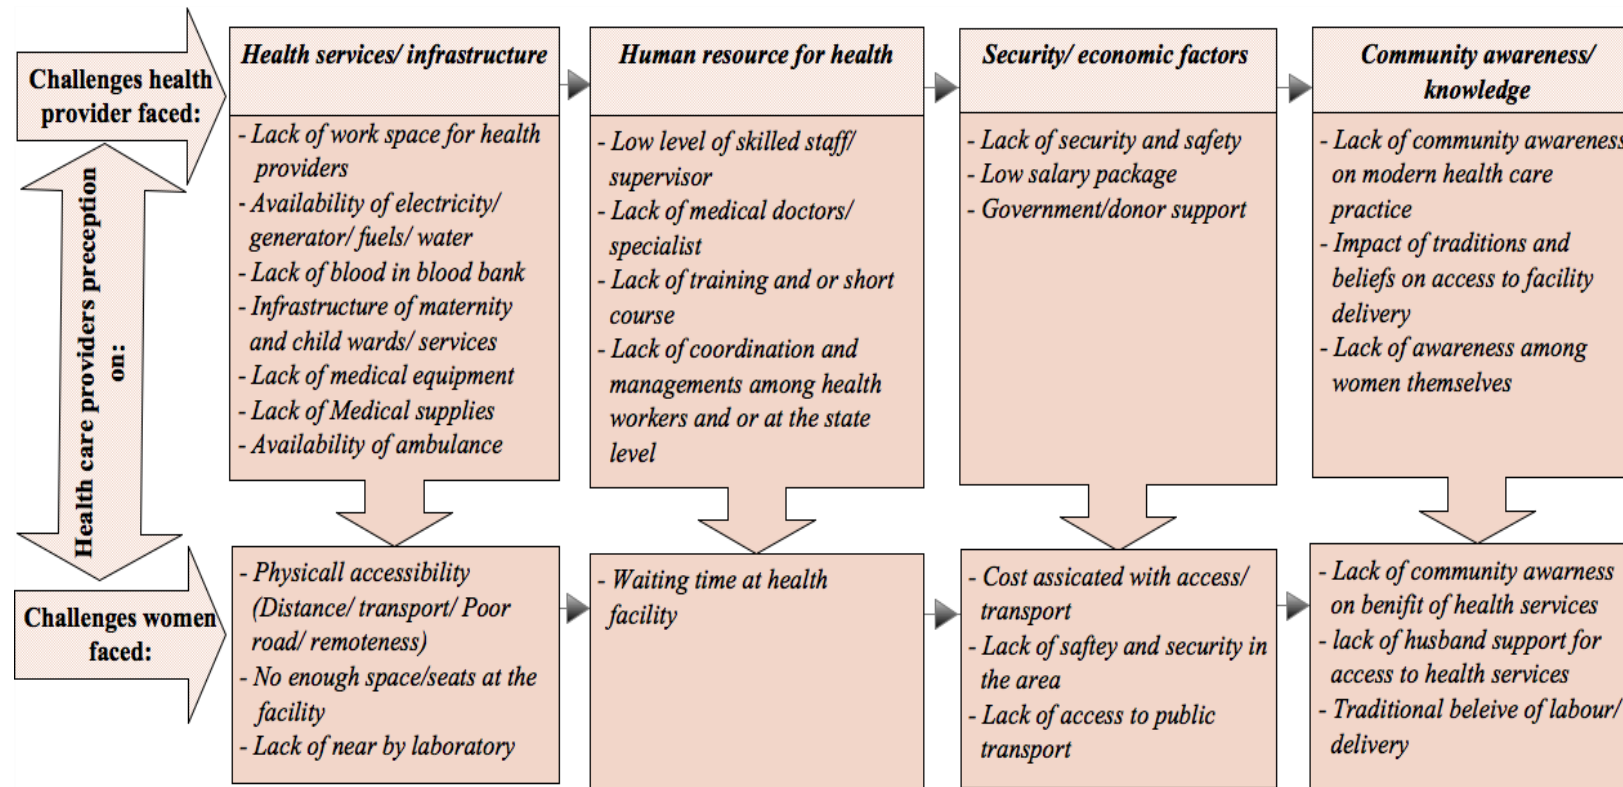 Challenges health
provider faced:
Health care providers preception
on:
Challenges women
faced:
Health services/ infrastructure
- Lack of work space for health
providers
- Availability of electricity/
generator/ fuels/ water
- Lack of blood in blood bank
- Infrastructure of maternity
and child wards/ services
- Lack of medical equipment
- Lack of Medical supplies
- Availability of ambulance
Human resource for health
- Low level of skilled staff/
supervisor
- Lack of medical doctors/
specialist
- Lack of training and or short
course
- Lack of coordination and
managements among health
workers and or at the state
level
Security/ economic factors
- Lack of security and safety
- Low salary package
- Government/donor support
Community awareness/
knowledge
- Lack of community awareness
on modern health care
practice
- Impact of traditions and
beliefs on access to facility
delivery
- Lack of awareness among
women themselves
- Physicall accessibility
(Distance/ transport/ Poor
road/ remoteness)
- No enough space/seats at the
facility
- Lack of near by laboratory
- Waiting time at health
facility
- Cost assicated with access/
transport
- Lack of saftey and security in
the area
- Lack of access to public
transport
- Lack of community awarness
on benifit of health services
- lack of husband support for
access to health services
- Traditional beleive of labour/
delivery